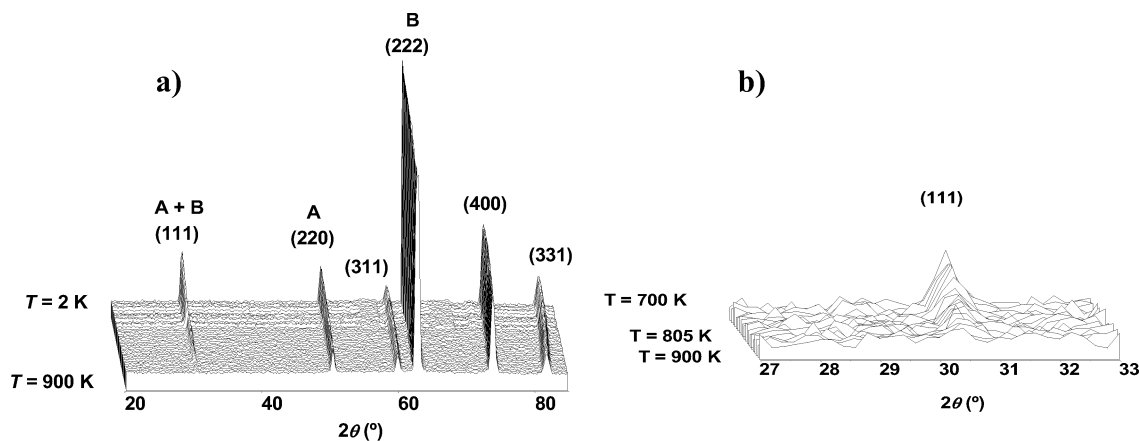 a)
B
(222)
A + B
(111)
A
(220)
(311)
(400)
(331)
T = 2 K
T = 900 K
20 40 60 80
2θ (º)
b)
(111)
T = 700 K
T = 805 K
T = 900 K
27 28 29 30 31 32 33
2θ (º)